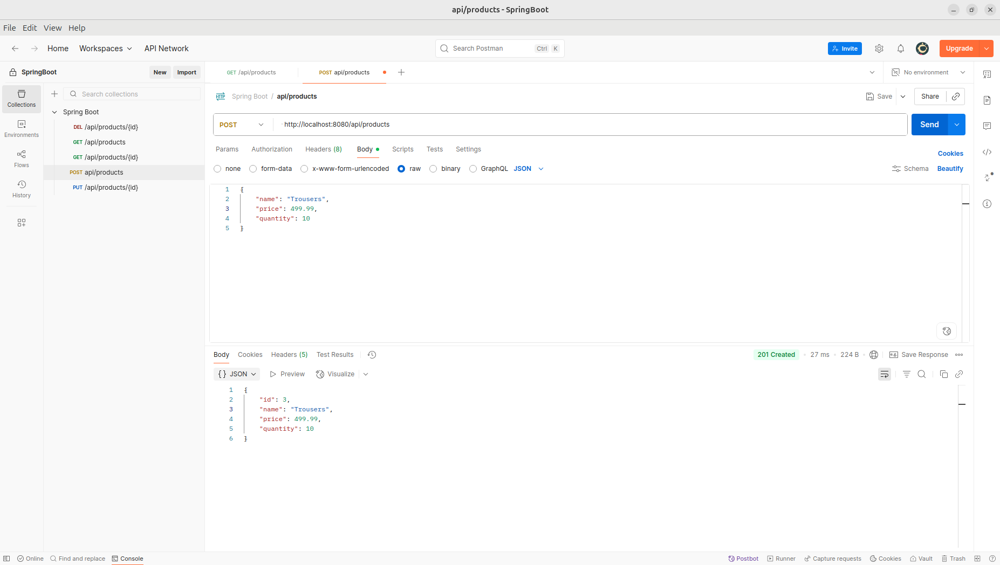 api/products - SpringBoot
File Edit View Help
Home Workspaces API Network Search Postman Ctrl K Invite Upgrade
SpringBoot New Import GET /api/products POST api/products No environment
Collections
Environments
Flows
History
Search collections
Spring Boot
DEL /api/products/{id}
GET /api/products
GET /api/products/{id}
POST api/products
PUT /api/products/{id}
HTTP Spring Boot / api/products Save Share
POST http://localhost:8080/api/products Send
Params Authorization Headers (8) Body Scripts Tests Settings Cookies
none form-data x-www-form-urlencoded raw binary GraphQL JSON Schema Beautify
1 {
2 "name": "Trousers",
3 "price": 499.99,
4 "quantity": 10
5 }
Body Cookies Headers (5) Test Results 201 Created • 27 ms • 224 B • e.g. Save Response
{} JSON Preview Visualize
1 {
2 "id": 3,
3 "name": "Trousers",
4 "price": 499.99,
5 "quantity": 10
6 }
Online Find and replace Console Postbot Runner Capture requests Cookies Vault Trash